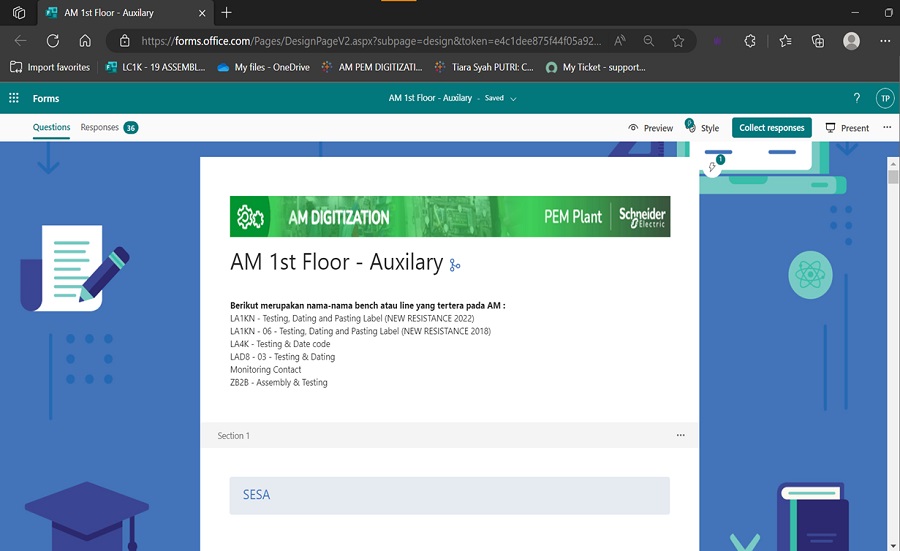 AM 1st Floor - Auxilary
https://forms.office.com/Pages/DesignPageV2.aspx?subpage=design&token=e4c1dee875f44f05a92...
Import favorites
LC1K - 19 ASSEMBL...
My files - OneDrive
AM PEM DIGITIZATI...
Tiara Syah PUTRI: C...
My Ticket - support...
Forms
AM 1st Floor - Auxilary - Saved
?
TP
Questions
Responses 36
Preview
P
Style
Collect responses
Present
1
AM DIGITIZATION
PEM Plant
Schneider
Electric
AM 1st Floor - Auxilary
Berikut merupakan nama-nama bench atau line yang tertera pada AM :
LA1KN - Testing, Dating and Pasting Label (NEW RESISTANCE 2022)
LA1KN - 06 - Testing, Dating and Pasting Label (NEW RESISTANCE 2018)
LA4K - Testing & Date code
LAD8 - 03 - Testing & Dating
Monitoring Contact
ZB2B - Assembly & Testing
Section 1
SESA